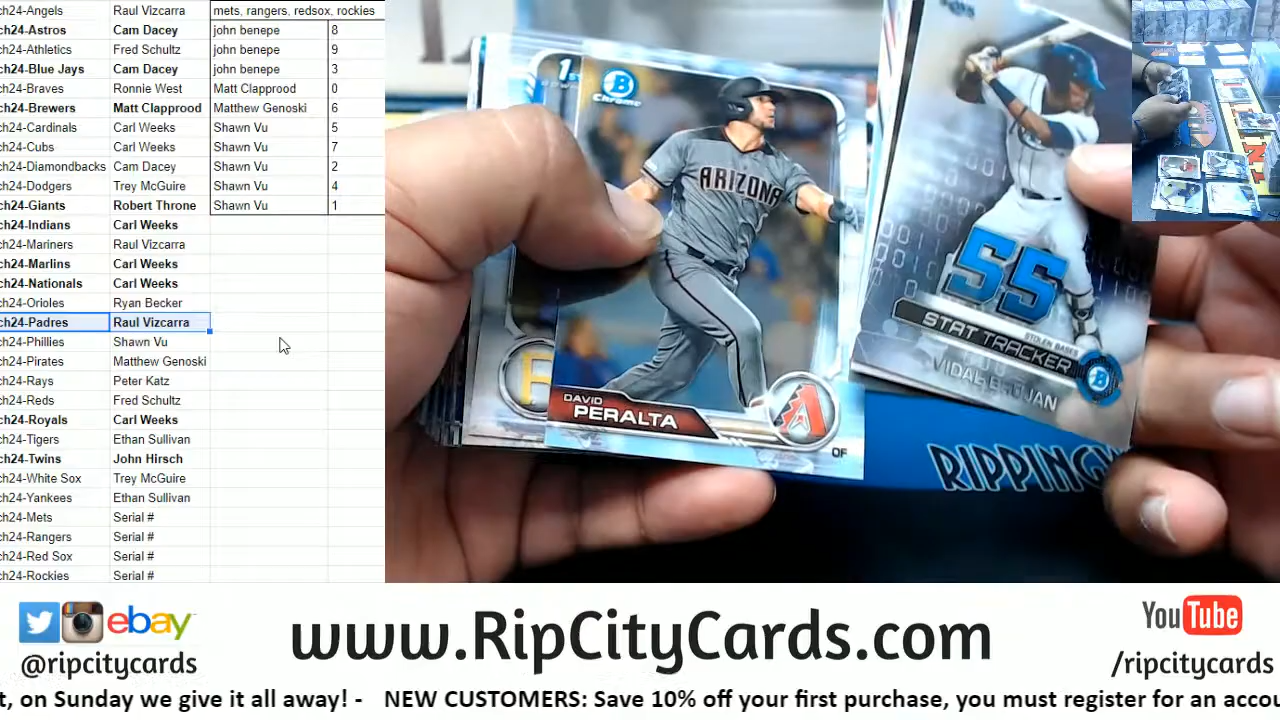 ch24-Angels Raul Vizcarra mets, rangers, redsox, rockies
ch24-Astros Cam Dacey john benepe 8
ch24-Athletics Fred Schultz john benepe 9
ch24-Blue Jays Cam Dacey john benepe 3
ch24-Braves Ronnie West Matt Clapprood 0
ch24-Brewers Matt Clapprood Matthew Genoski 6
ch24-Cardinals Carl Weeks Shawn Vu 5
ch24-Cubs Carl Weeks Shawn Vu 7
ch24-Diamondbacks Cam Dacey Shawn Vu 2
ch24-Dodgers Trey McGuire Shawn Vu 4
ch24-Giants Robert Throne Shawn Vu 1
ch24-Indians Carl Weeks
ch24-Mariners Raul Vizcarra
ch24-Marlins Carl Weeks
ch24-Nationals Carl Weeks
ch24-Orioles Ryan Becker
ch24-Padres Raul Vizcarra
ch24-Phillies Shawn Vu
ch24-Pirates Matthew Genoski
ch24-Rays Peter Katz
ch24-Reds Fred Schultz
ch24-Royals Carl Weeks
ch24-Tigers Ethan Sullivan
ch24-Twins John Hirsch
ch24-White Sox Trey McGuire
ch24-Yankees Ethan Sullivan
ch24-Mets Serial #
ch24-Rangers Serial #
ch24-Red Sox Serial #
ch24-Rockies Serial #
1ST
B
Chrome
ARIZONA
DAVID
PERALTA
A
OF
55
STOLEN BASES
STAT TRACKER
VIDAL BRUJAN
B
RIPPING
ebay
@ripcitycards
www.RipCityCards.com
YouTube
/ripcitycards
t, on Sunday we give it all away! - NEW CUSTOMERS: Save 10% off your first purchase, you must register for an accou